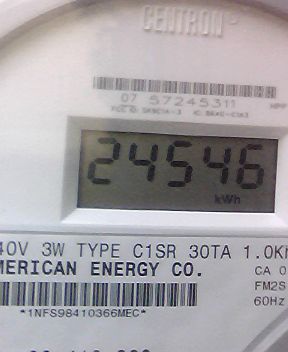 CENTRON
07 57245311
24546
kWh
40V 3W TYPE C1SR 30TA 1.0K
MERICAN ENERGY CO.
CA 0
FM2S
60Hz
*1NFS98410366MEC*